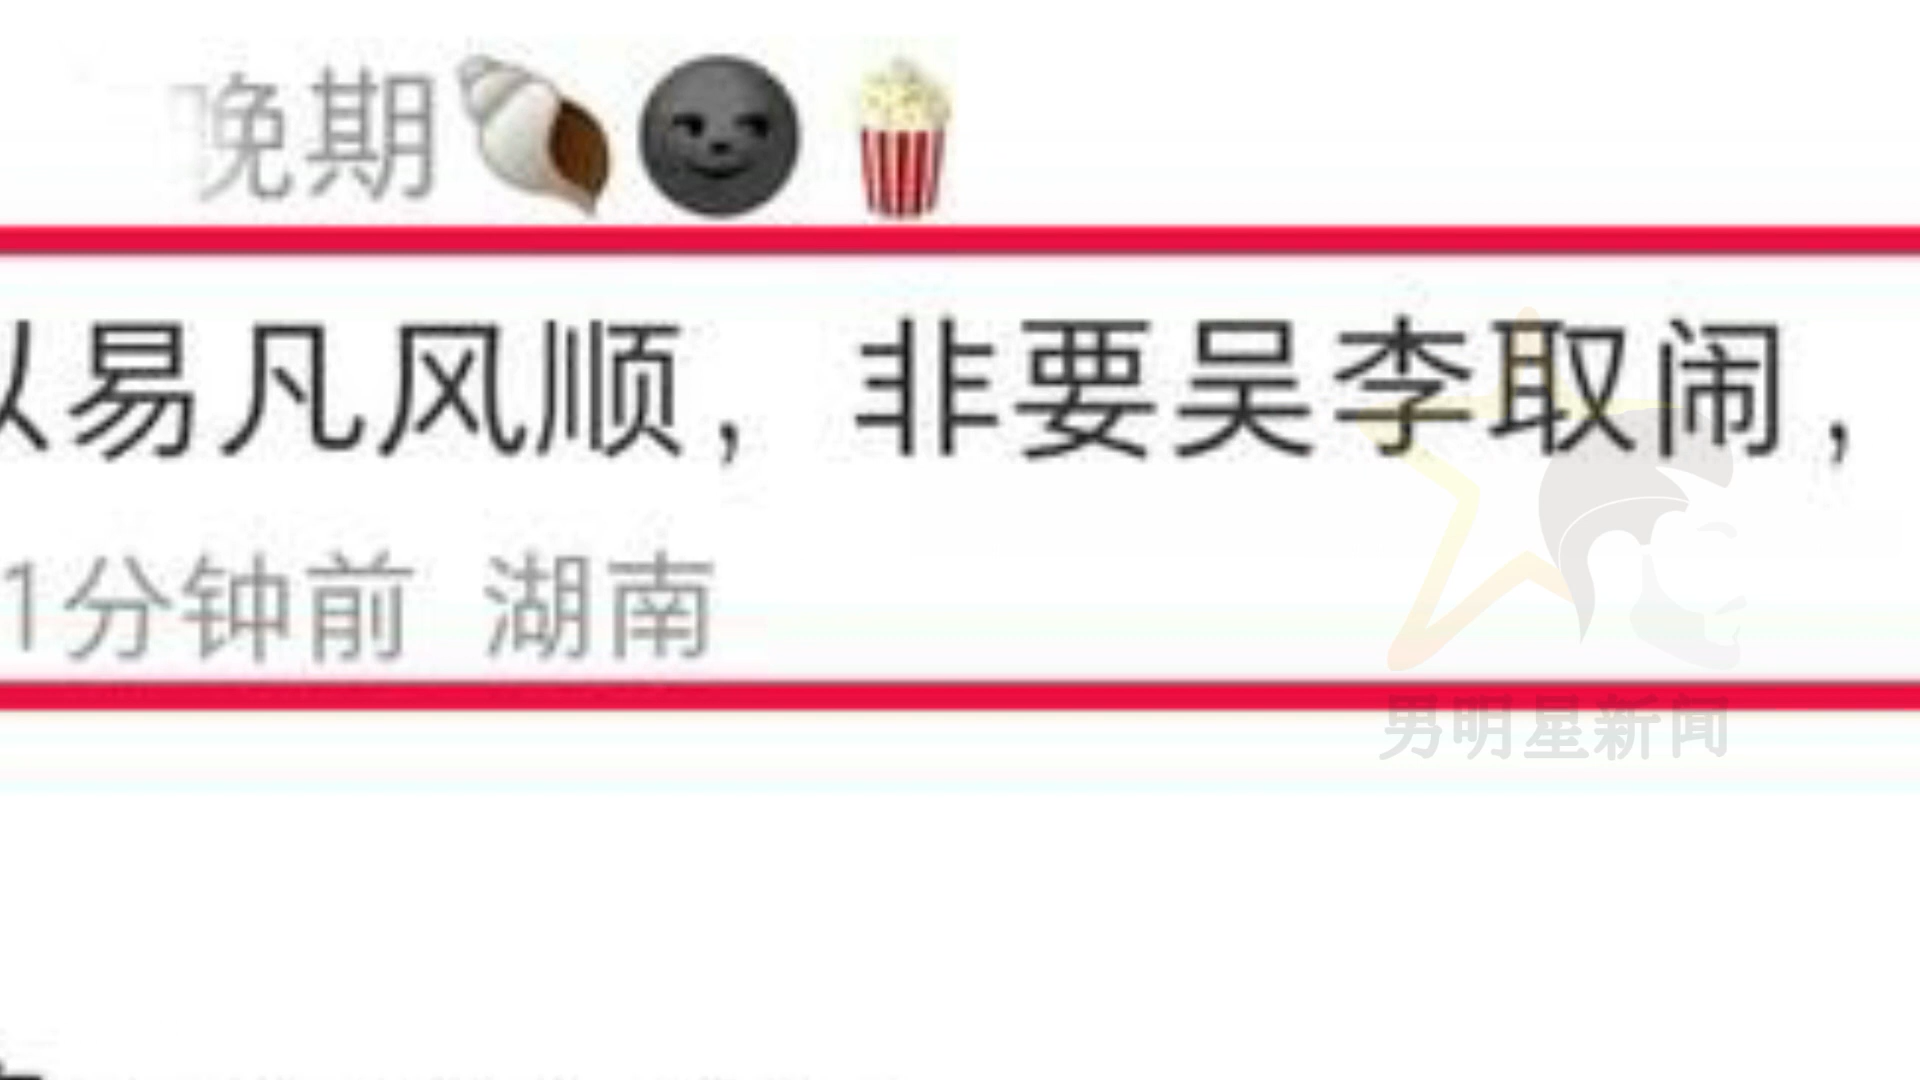 晚期🐚🌚🍿
以易凡风顺，非要吴李取闹，
1分钟前 湖南
男明星新闻